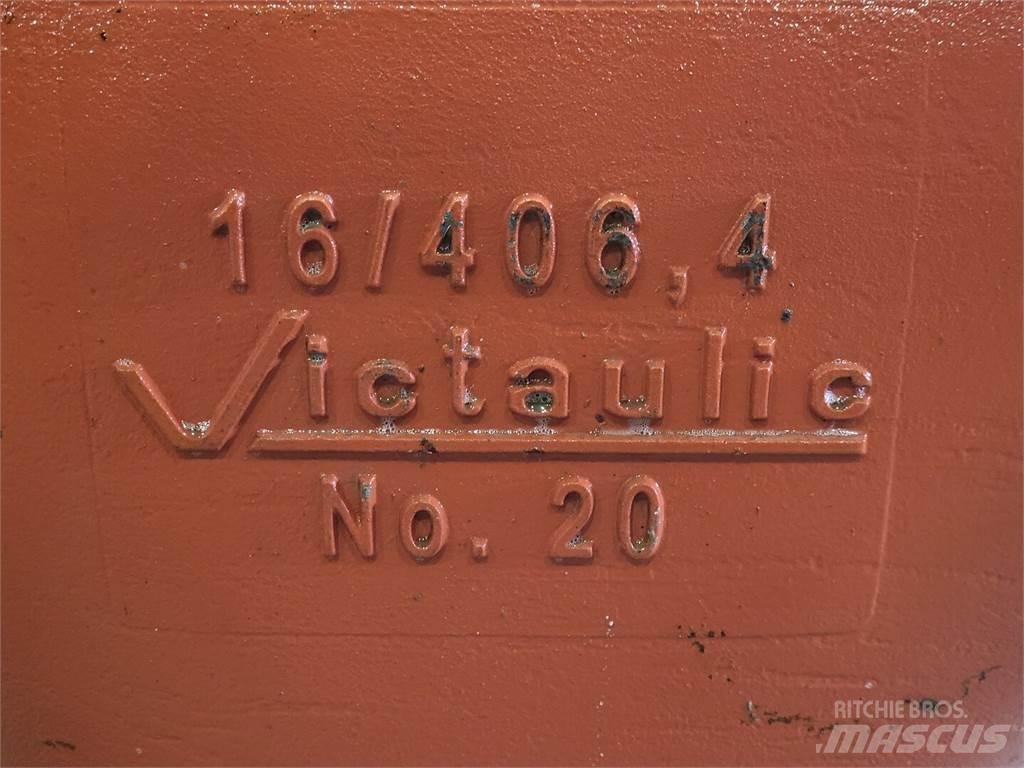 16/406,4
Victaulic
No. 20
RITCHIE BROS.
MASCUS